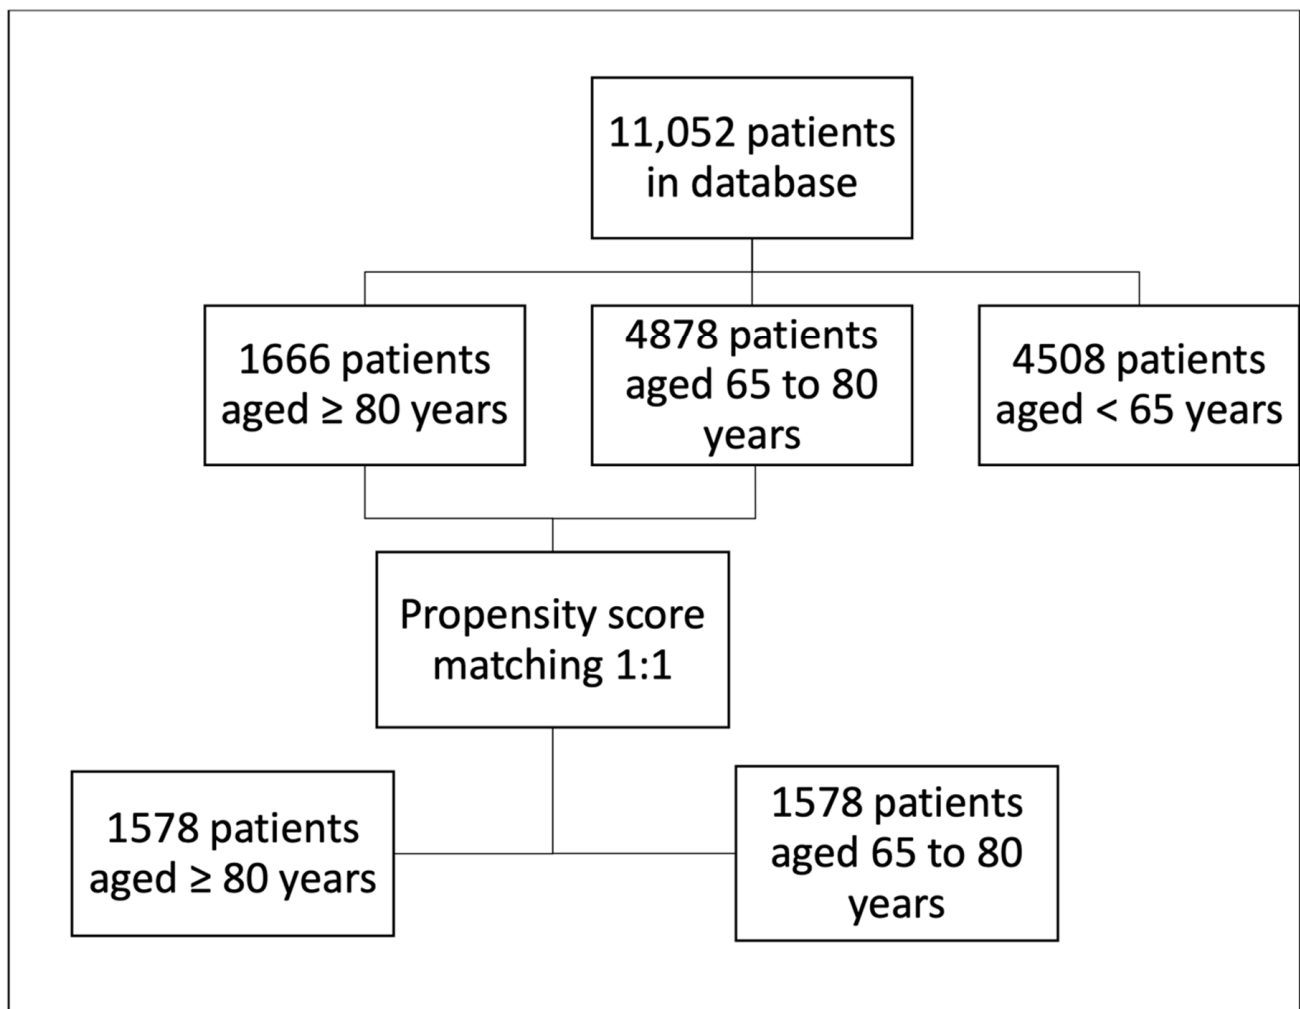 11,052 patients
in database
1666 patients
aged ≥ 80 years
4878 patients
aged 65 to 80
years
4508 patients
aged < 65 years
Propensity score
matching 1:1
1578 patients
aged ≥ 80 years
1578 patients
aged 65 to 80
years